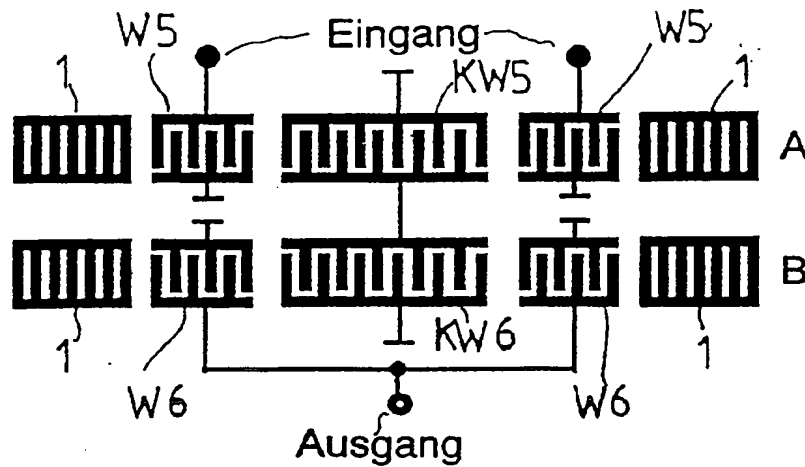 W5 Eingang W5
1 KW5 1
A
B
1 KW6 1
W6 W6
Ausgang